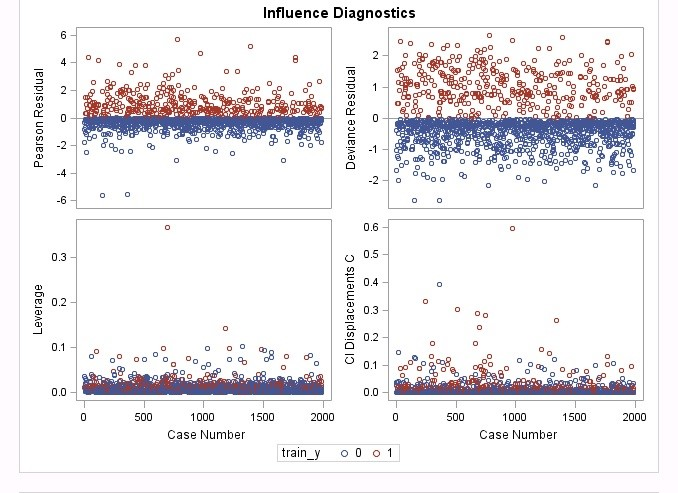 Influence Diagnostics
Pearson Residual
6
4
2
0
-2
-4
-6
Deviance Residual
2
1
0
-1
-2
Leverage
0.3
0.2
0.1
0.0
0 500 1000 1500 2000
Case Number
CI Displacements C
0.6
0.5
0.4
0.3
0.2
0.1
0.0
0 500 1000 1500 2000
Case Number
train_y 0 1